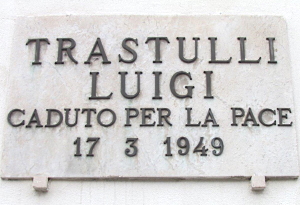 TRASTULLI
LUIGI
CADUTO PER LA PACE
17 3 1949